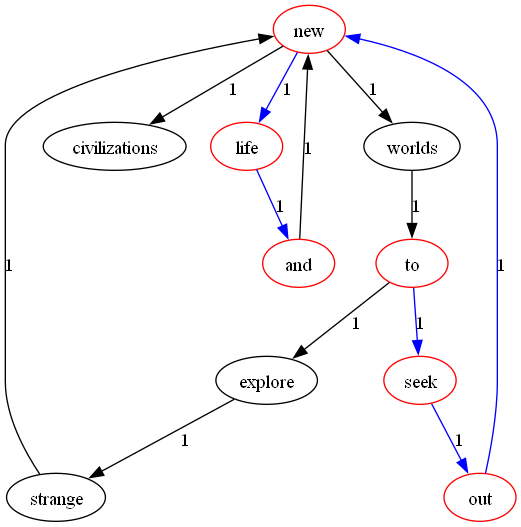 new
1 1 1
civilizations life worlds
1 1 1
and to
1 1
explore seek
1 1
1 1
strange out